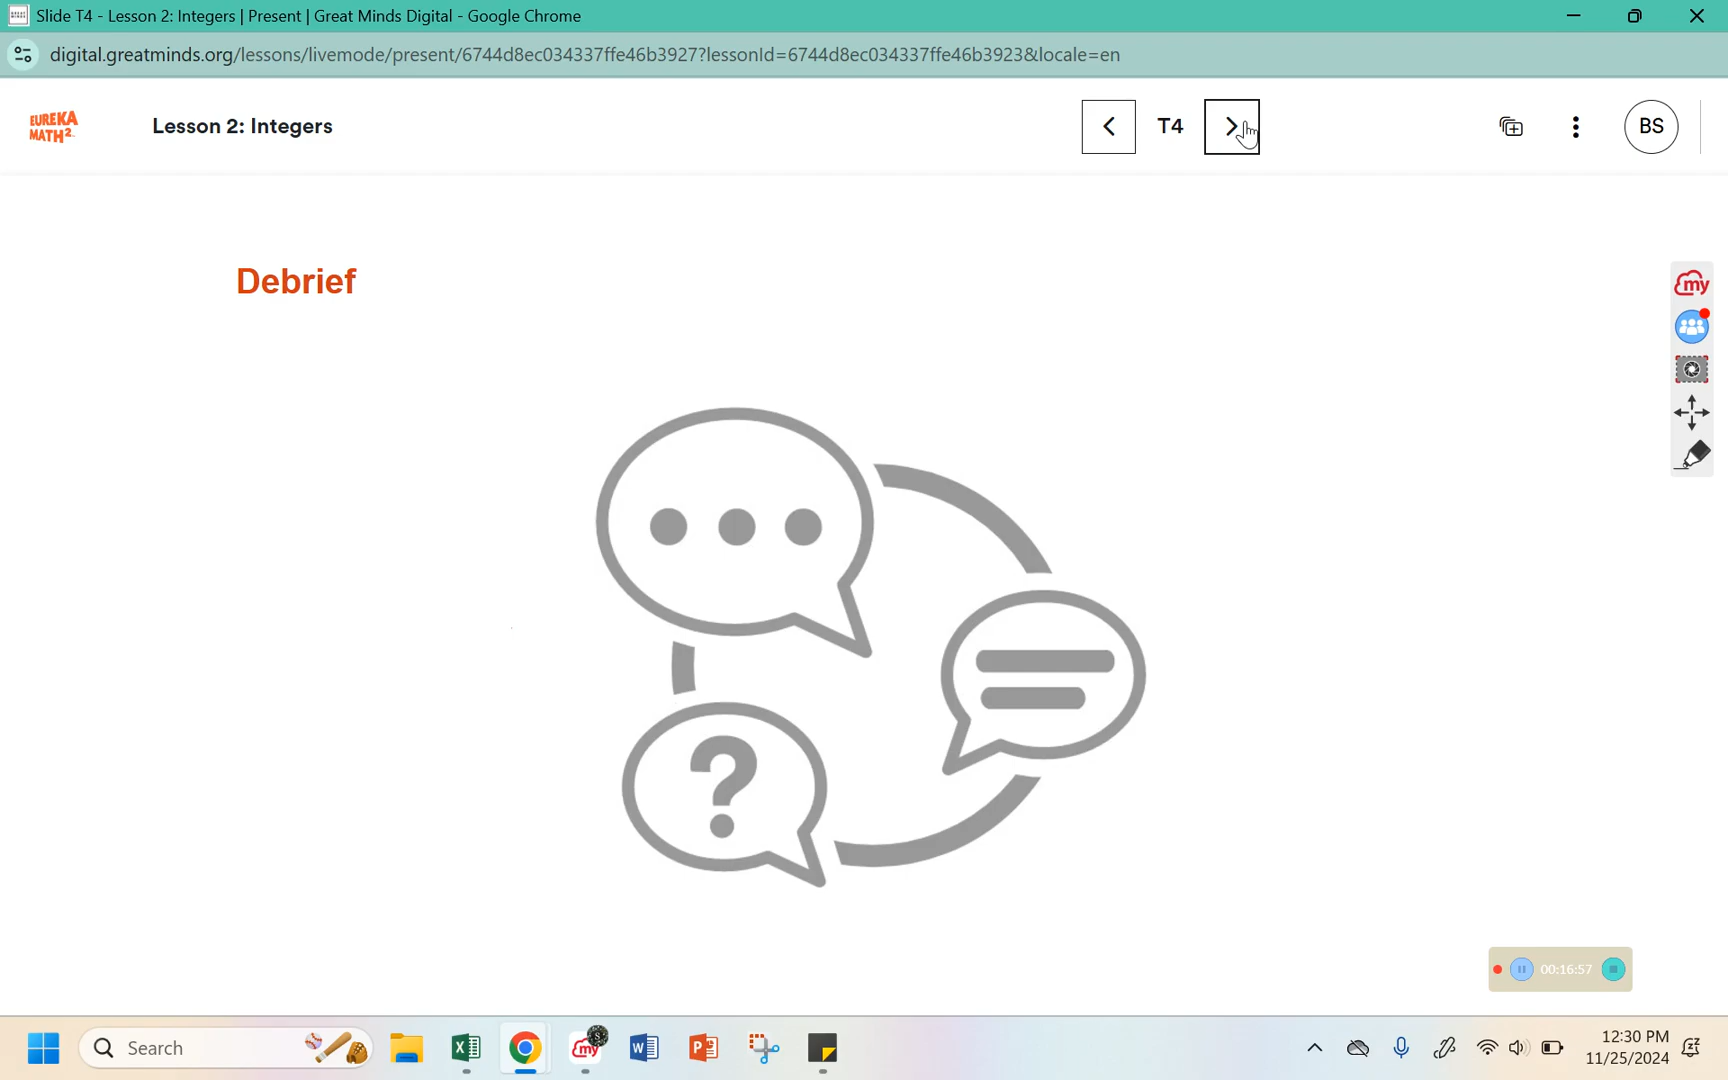 Slide T4 - Lesson 2: Integers | Present | Great Minds Digital - Google Chrome
digital.greatminds.org/lessons/livemode/present/6744d8ec034337ffe46b3927?lessonId=6744d8ec034337ffe46b3923&locale=en
EUREKA
MATH²
Lesson 2: Integers
T4
BS
Debrief
my
?
00:16:57
Search
my
S
12:30 PM
11/25/2024